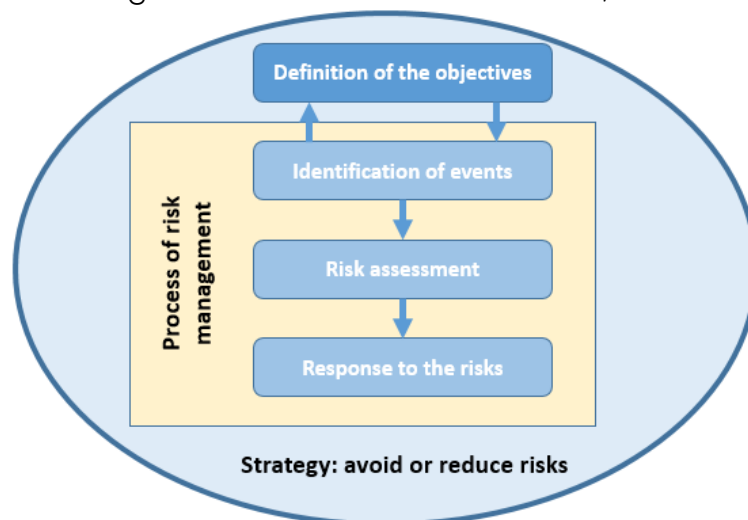 Definition of the objectives
Identification of events
Process of risk
management
Risk assessment
Response to the risks
Strategy: avoid or reduce risks